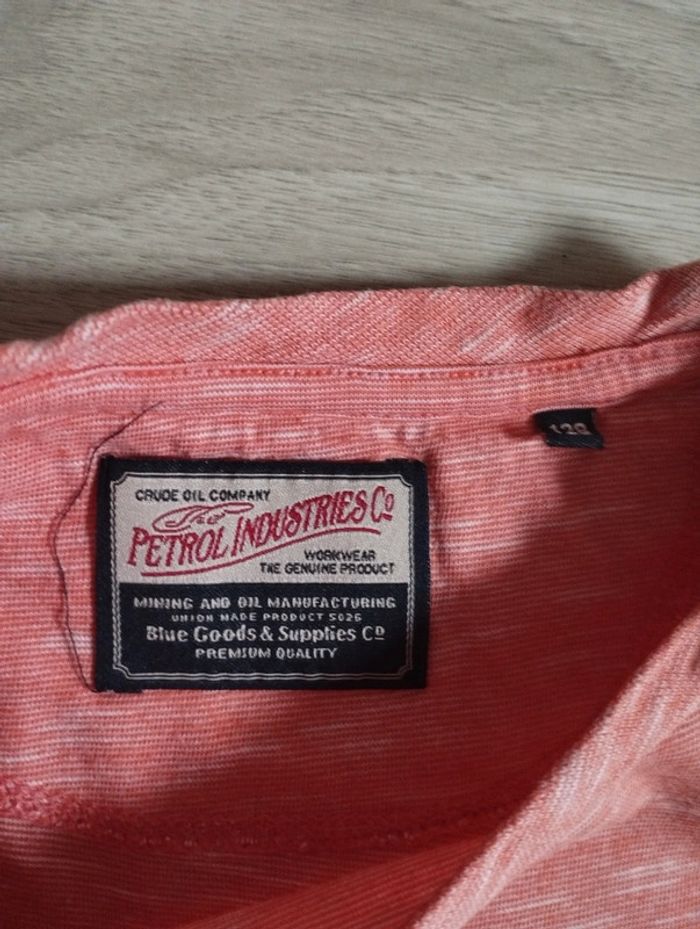 CRUDE OIL COMPANY
The
PETROL INDUSTRIES Co
WORKWEAR
THE GENUINE PRODUCT
MINING AND OIL MANUFACTURING
UNION MADE PRODUCT 5026
Blue Goods & Supplies Co
PREMIUM QUALITY